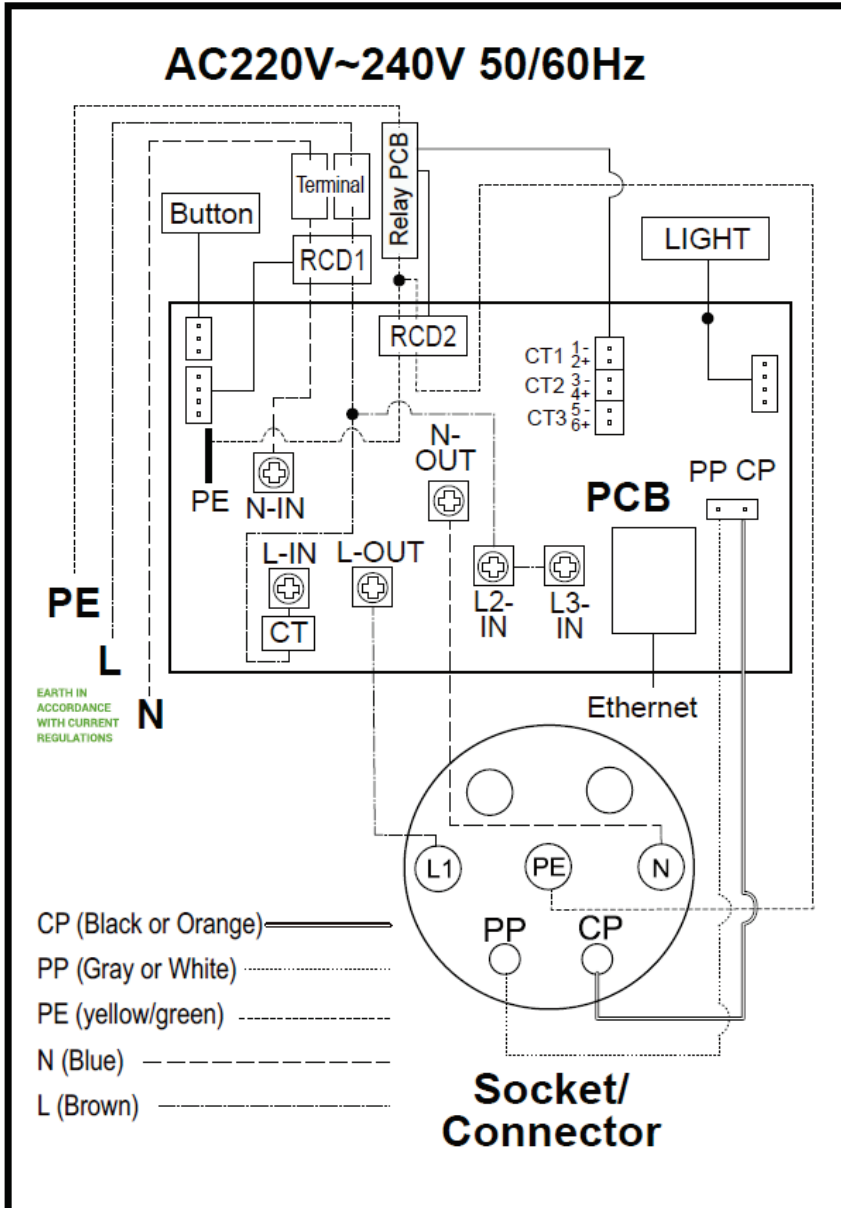 AC220V~240V 50/60Hz
Relay PCB
Terminal
Button
LIGHT
RCD1
RCD2
CT1 1-
2+
CT2 3-
4+
CT3 5-
6+
N-
OUT
PP CP
PE
N-IN
PCB
L-IN
L-OUT
L2-
IN
L3-
IN
CT
PE
L
N
EARTH IN
ACCORDANCE
WITH CURRENT
REGULATIONS
Ethernet
L1
PE
N
PP
CP
CP (Black or Orange)
PP (Gray or White)
PE (yellow/green)
N (Blue)
L (Brown)
Socket/
Connector